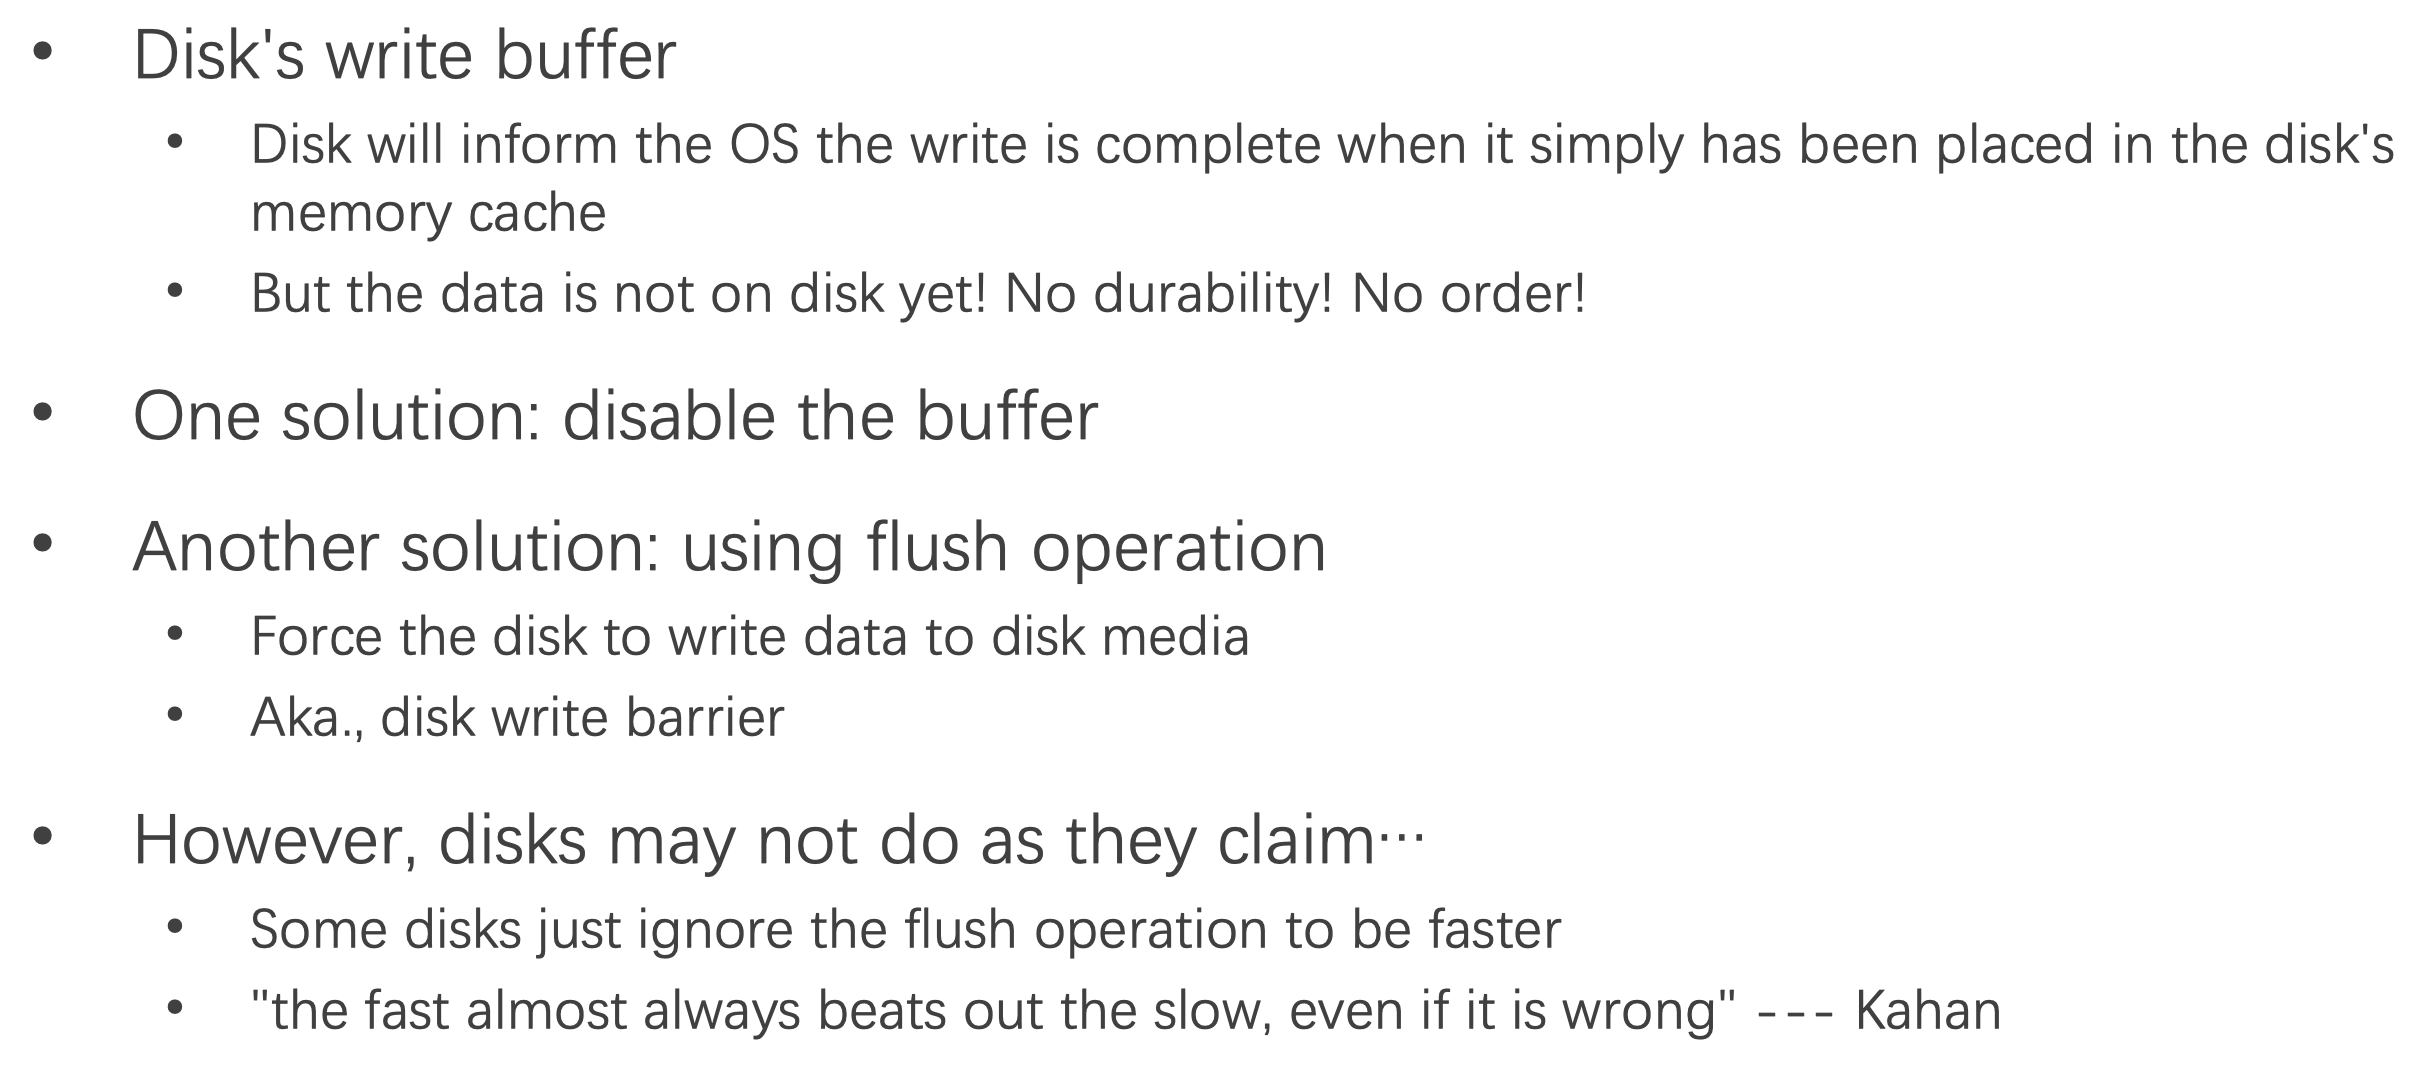 • Disk's write buffer
• Disk will inform the OS the write is complete when it simply has been placed in the disk's
memory cache
• But the data is not on disk yet! No durability! No order!
• One solution: disable the buffer
• Another solution: using flush operation
• Force the disk to write data to disk media
• Aka., disk write barrier
• However, disks may not do as they claim⋯
• Some disks just ignore the flush operation to be faster
• "the fast almost always beats out the slow, even if it is wrong" --- Kahan